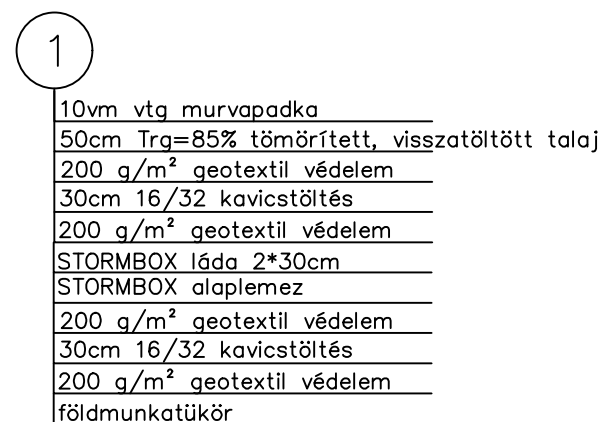 1
10vm vtg murvapadka
50cm Trg=85% tömörített, visszatöltött talaj
200 g/m² geotextil védelem
30cm 16/32 kavicstöltés
200 g/m² geotextil védelem
STORMBOX láda 2*30cm
STORMBOX alaplemez
200 g/m² geotextil védelem
30cm 16/32 kavicstöltés
200 g/m² geotextil védelem
földmunkatükör